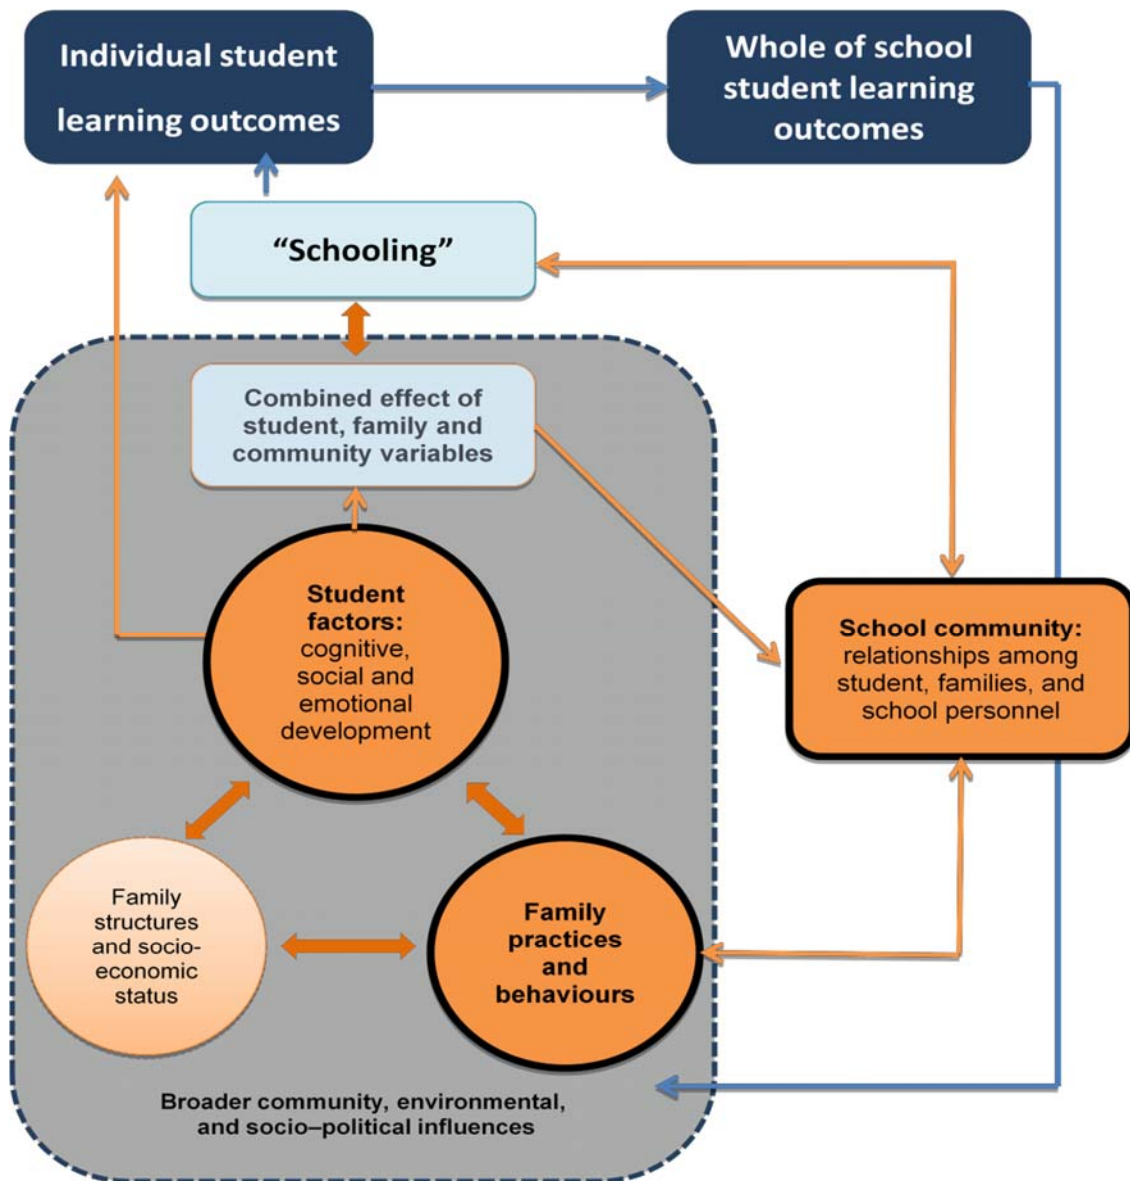 Individual student
learning outcomes
Whole of school
student learning
outcomes
“Schooling”
Combined effect of
student, family and
community variables
Student
factors:
cognitive,
social and
emotional
development
School community:
relationships among
student, families, and
school personnel
Family
structures
and socio-
economic
status
Family
practices
and
behaviours
Broader community, environmental,
and socio–political influences